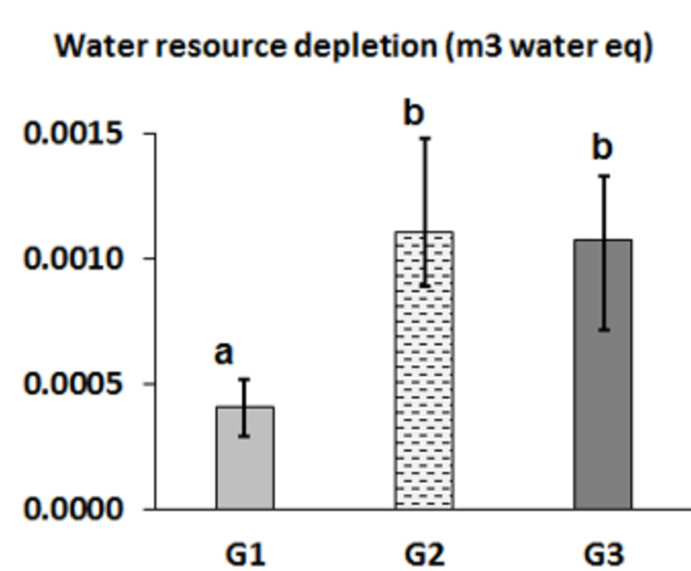 Water resource depletion (m3 water eq)
b
0.0015
b
0.0010
a
0.0005
0.0000
G1 G2 G3